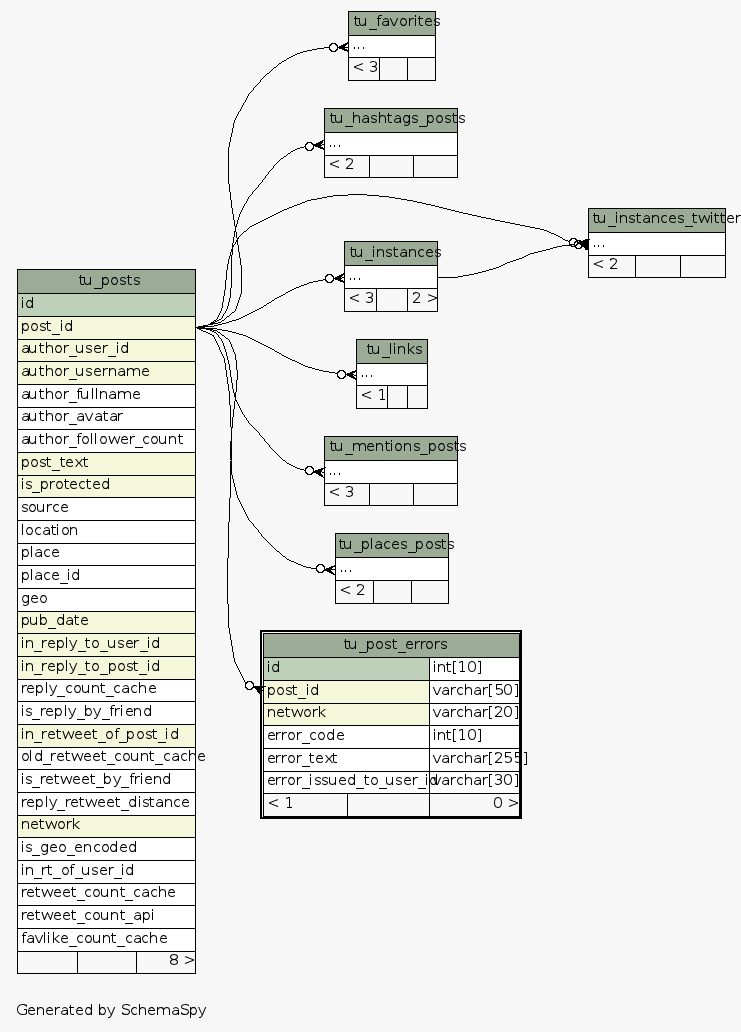 tu_favorites
...
< 3
tu_hashtags_posts
...
< 2
tu_instances_twitter
...
< 2
tu_instances
...
< 3 2 >
tu_links
...
< 1
tu_mentions_posts
...
< 3
tu_places_posts
...
< 2
tu_posts
id
post_id
author_user_id
author_username
author_fullname
author_avatar
author_follower_count
post_text
is_protected
source
location
place
place_id
geo
pub_date
in_reply_to_user_id
in_reply_to_post_id
reply_count_cache
is_reply_by_friend
in_retweet_of_post_id
old_retweet_count_cache
is_retweet_by_friend
reply_retweet_distance
network
is_geo_encoded
in_rt_of_user_id
retweet_count_cache
retweet_count_api
favlike_count_cache
8 >
tu_post_errors
id int[10]
post_id varchar[50]
network varchar[20]
error_code int[10]
error_text varchar[255]
error_issued_to_user_id varchar[30]
< 1 0 >
Generated by SchemaSpy